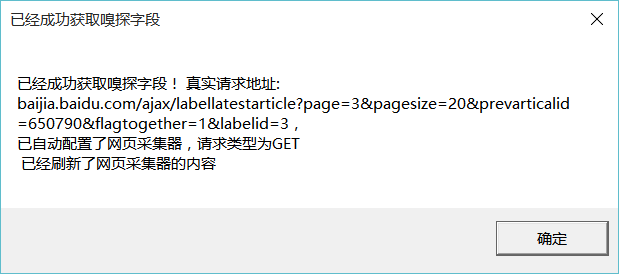 已经成功获取嗅探字段
已经成功获取嗅探字段！ 真实请求地址:
baijia.baidu.com/ajax/labellatestarticle?page=3&pagesize=20&prevarticalid
=650790&flagtogether=1&labelid=3，
已自动配置了网页采集器，请求类型为GET
已经刷新了网页采集器的内容
确定